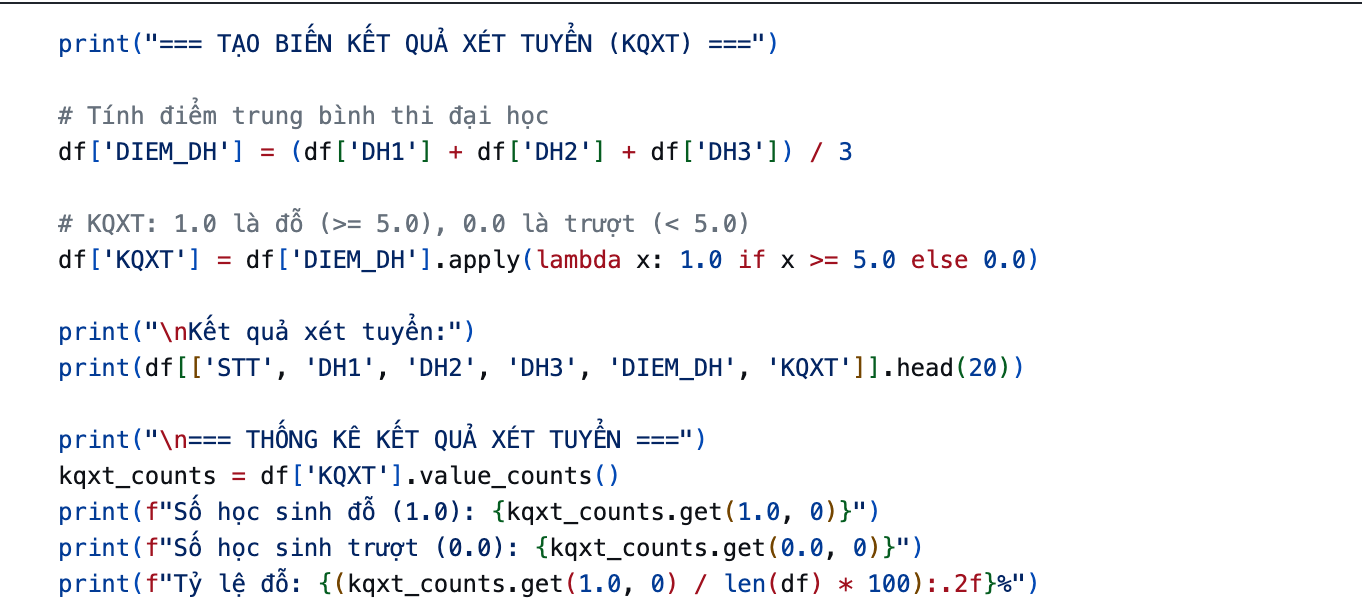 print("=== TẠO BIẾN KẾT QUẢ XÉT TUYỂN (KQXT) ===")
# Tính điểm trung bình thi đại học
df['DIEM_DH'] = (df['DH1'] + df['DH2'] + df['DH3']) / 3
# KQXT: 1.0 là đỗ (>= 5.0), 0.0 là trượt (< 5.0)
df['KQXT'] = df['DIEM_DH'].apply(lambda x: 1.0 if x >= 5.0 else 0.0)
print("\nKết quả xét tuyển:")
print(df[['STT', 'DH1', 'DH2', 'DH3', 'DIEM_DH', 'KQXT']].head(20))
print("\n=== THỐNG KÊ KẾT QUẢ XÉT TUYỂN ===")
kqxt_counts = df['KQXT'].value_counts()
print(f"Số học sinh đỗ (1.0): {kqxt_counts.get(1.0, 0)}")
print(f"Số học sinh trượt (0.0): {kqxt_counts.get(0.0, 0)}")
print(f"Tỷ lệ đỗ: {(kqxt_counts.get(1.0, 0) / len(df) * 100):.2f}%")